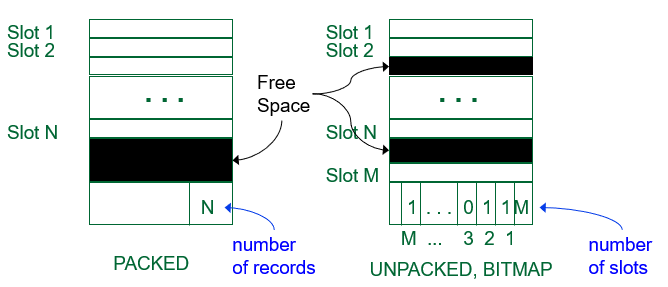 Slot 1
Slot 2
Free
Space
. . .
Slot N
N
number
of records
PACKED
Slot 1
Slot 2
. . .
Slot N
Slot M
1 . . . 0 1 1 M
M ... 3 2 1
number
of slots
UNPACKED, BITMAP